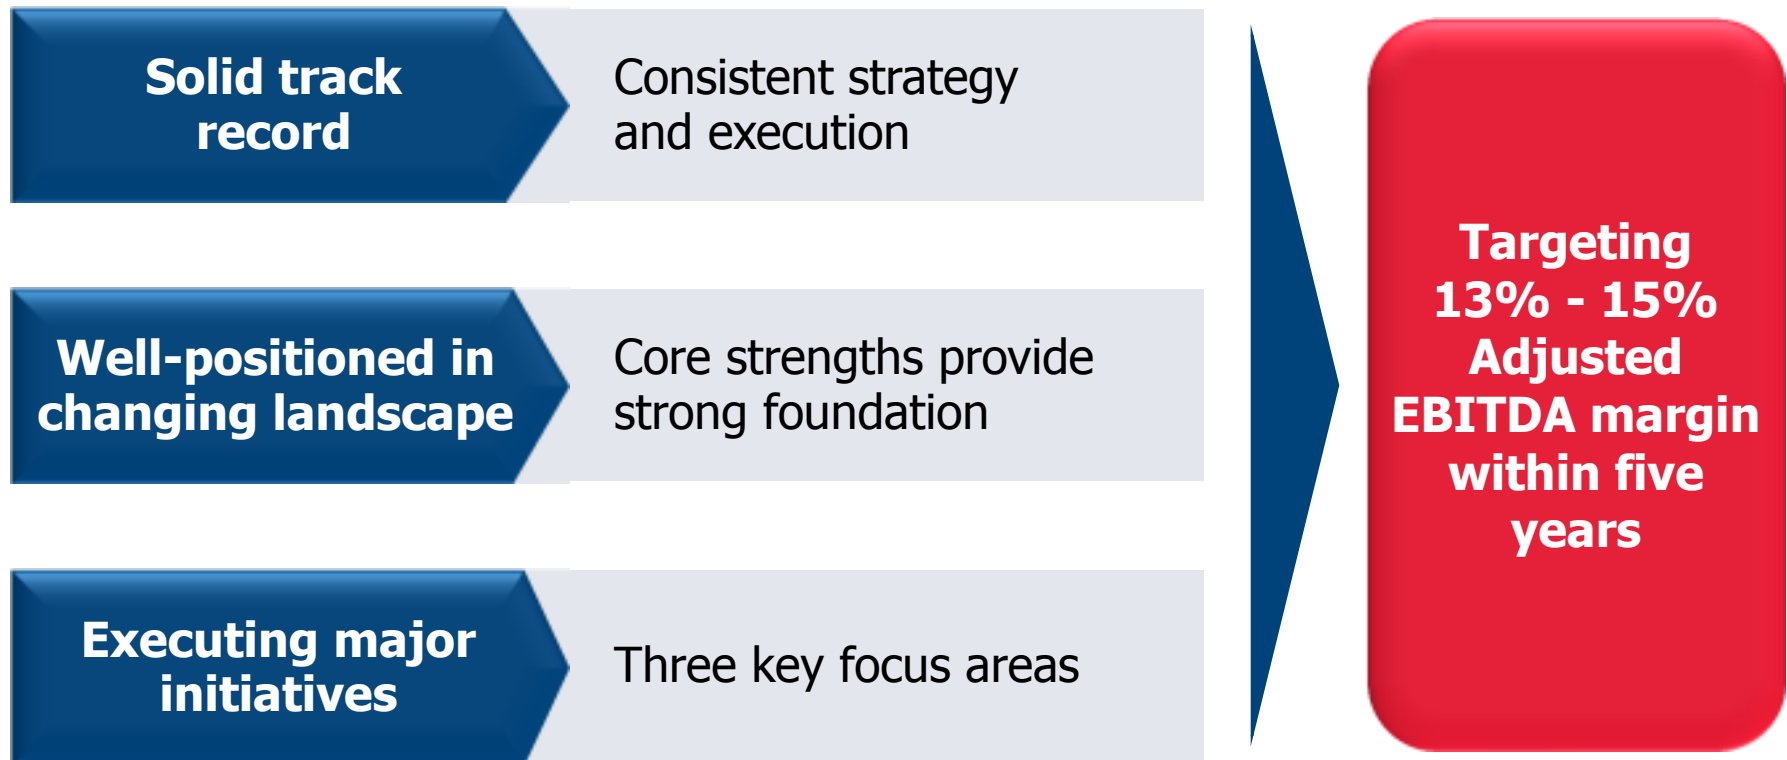 Solid track
record
Consistent strategy
and execution
Well-positioned in
changing landscape
Core strengths provide
strong foundation
Executing major
initiatives
Three key focus areas
Targeting
13% - 15%
Adjusted
EBITDA margin
within five
years